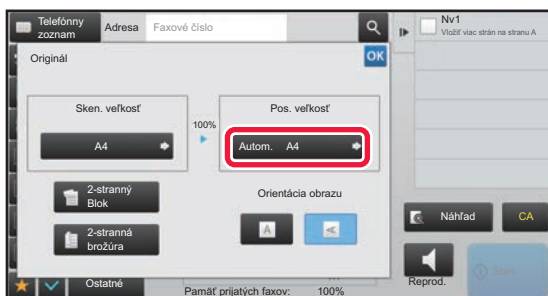 Telefónny
zoznam
Adresa
Faxové číslo
Nv1
Vložiť viac strán na stranu A
Originál
OK
Sken. veľkosť
100%
Pos. veľkosť
A4
Autom. A4
2-stranný
Blok
Orientácia obrazu
2-stranná
brožúra
A
A
Náhľad
CA
Ostatné
Pamäť prijatých faxov: 100%
Reprod.
Štart